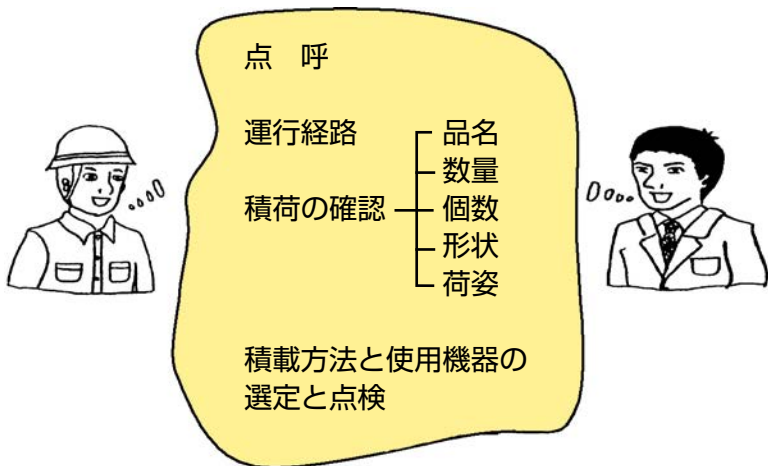 点　呼
運行経路
積荷の確認
品名
数量
個数
形状
荷姿
積載方法と使用機器の
選定と点検